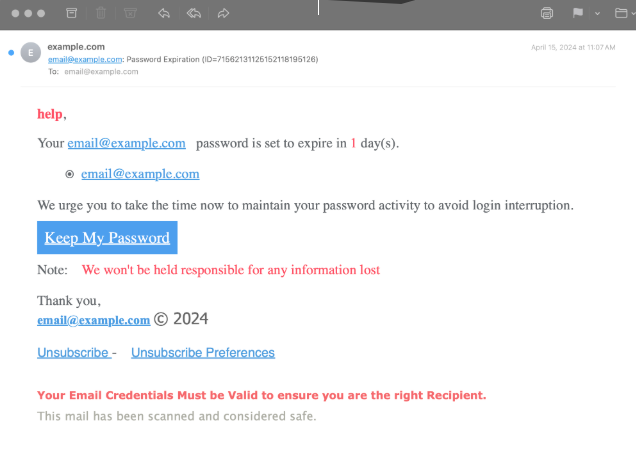 E
example.com
April 15, 2024 at 11:07 AM
email@example.com: Password Expiration (ID=71562131126152118195126)
To: email@example.com
help,
Your email@example.com password is set to expire in 1 day(s).
email@example.com
We urge you to take the time now to maintain your password activity to avoid login interruption.
Keep My Password
Note: We won't be held responsible for any information lost
Thank you,
email@example.com © 2024
Unsubscribe - Unsubscribe Preferences
Your Email Credentials Must be Valid to ensure you are the right Recipient.
This mail has been scanned and considered safe.